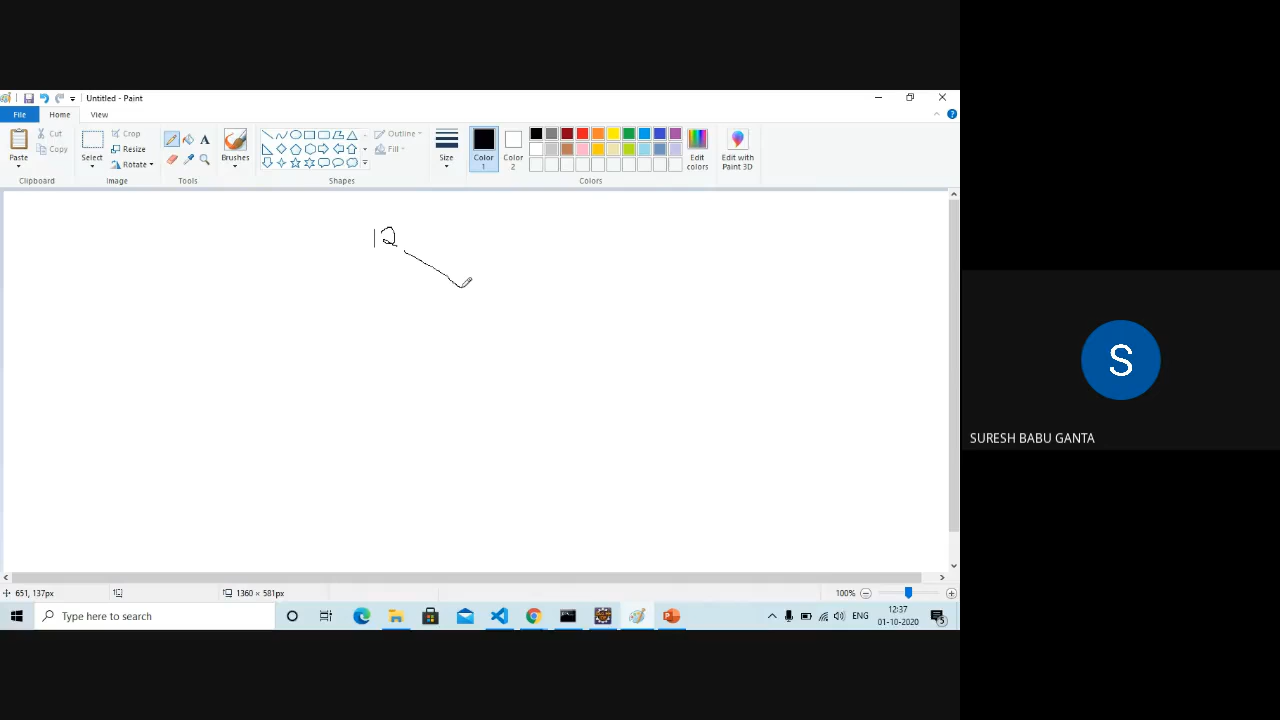 Untitled - Paint
File Home View
Paste Cut Copy Select Crop Resize Rotate A Brushes Outline Fill Size Color 1 Color 2 Edit colors Edit with Paint 3D
Clipboard Image Tools Shapes Colors
12
S
SURESH BABU GANTA
651, 137px 1360 × 581px 100%
Type here to search ENG 12:37 01-10-2020 5